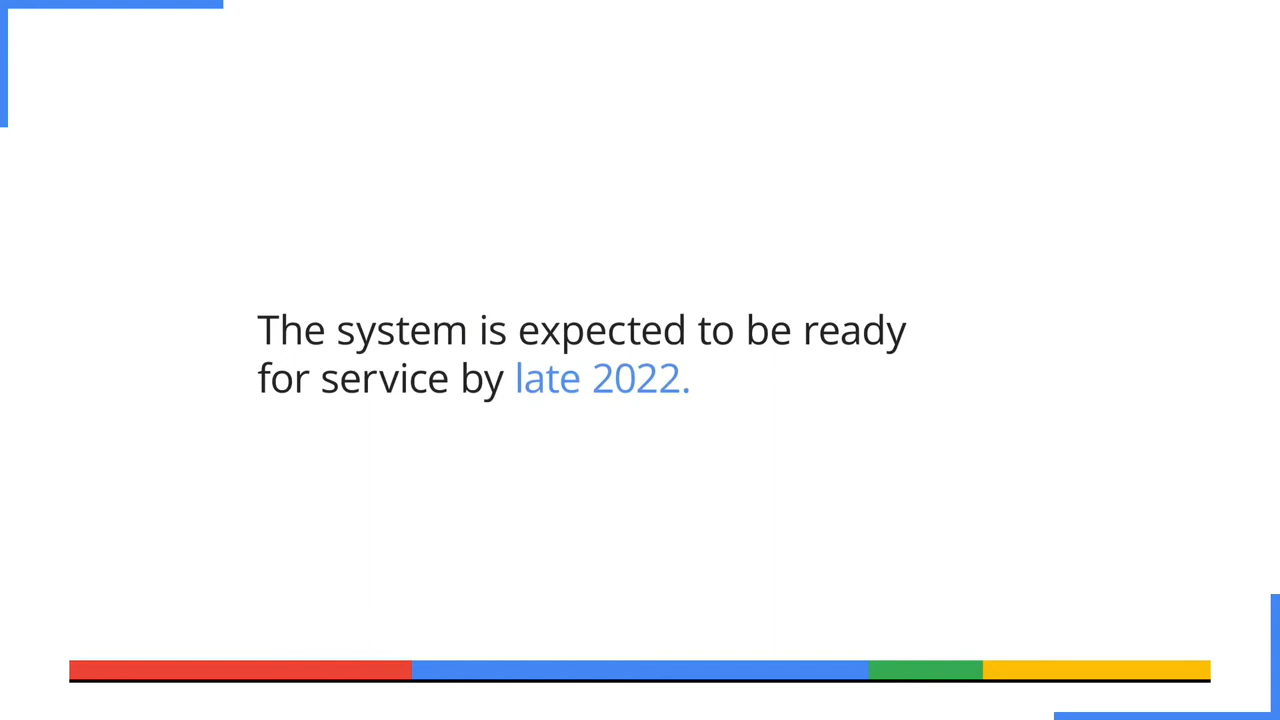 The system is expected to be ready
for service by late 2022.